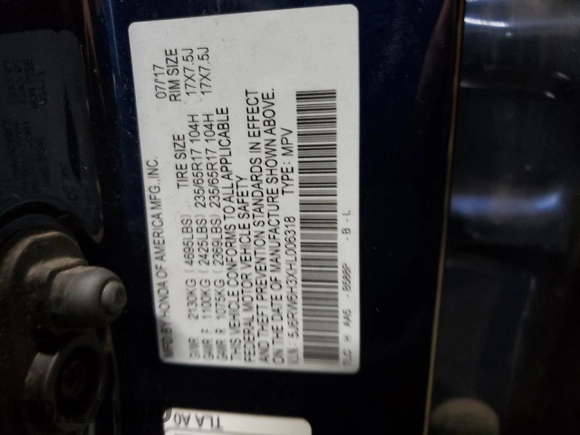 MFD BY HONDA OF AMERICA MFG., INC. 07/17
TIRE SIZE RIM SIZE
GVWR 2130KG (4695LBS)
GAWR F 1100KG (2425LBS) 235/65R17 104H 17X7.5J
GAWR R 1075KG (2369LBS) 235/65R17 104H 17X7.5J
THIS VEHICLE CONFORMS TO ALL APPLICABLE
FEDERAL MOTOR VEHICLE SAFETY
AND THEFT PREVENTION STANDARDS IN EFFECT
ON THE DATE OF MANUFACTURE SHOWN ABOVE.
TYPE: MPV
TLC H AA5 - B588P - B - L
TLA A0